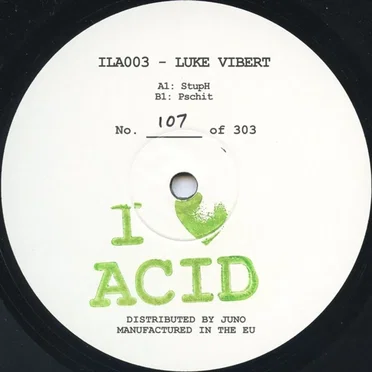 ILA003 - LUKE VIBERT
A1: StupH
B1: Pschit
No. 107 of 303
I
ACID
DISTRIBUTED BY JUNO
MANUFACTURED IN THE EU